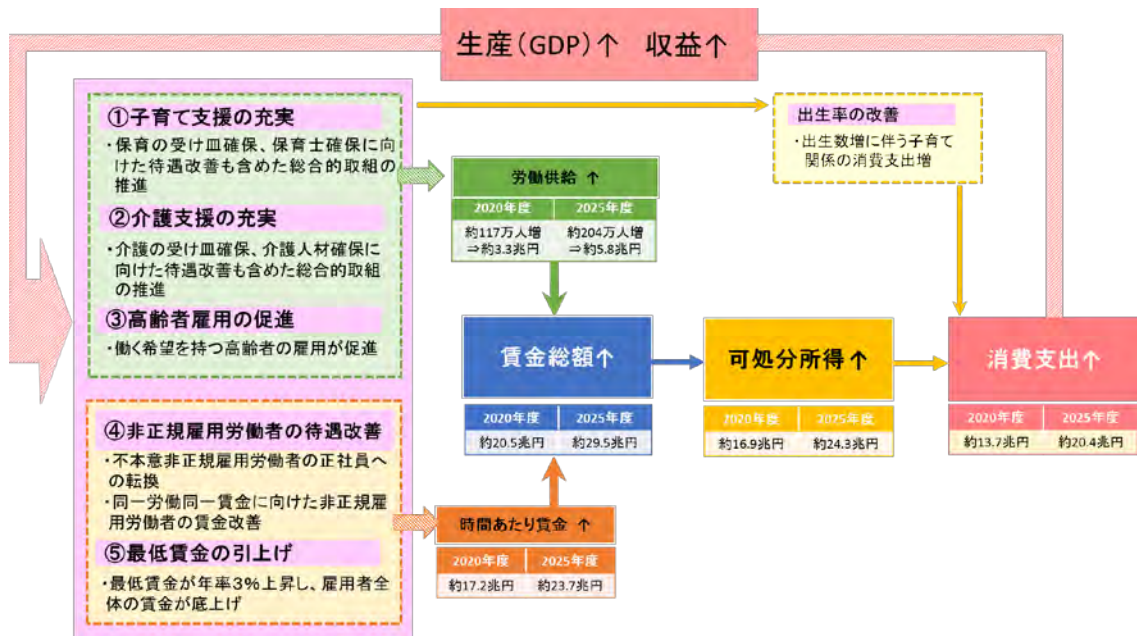 生産(GDP)↑ 収益↑
①子育て支援の充実
・保育の受け皿確保、保育士確保に向
けた待遇改善も含めた総合的取組の
推進
②介護支援の充実
・介護の受け皿確保、介護人材確保に
向けた待遇改善も含めた総合的取組
の推進
③高齢者雇用の促進
・働く希望を持つ高齢者の雇用が促進
④非正規雇用労働者の待遇改善
・不本意非正規雇用労働者の正社員へ
の転換
・同一労働同一賃金に向けた非正規雇
用労働者の賃金改善
⑤最低賃金の引上げ
・最低賃金が年率3%上昇し、雇用者全
体の賃金が底上げ
労働供給 ↑
2020年度 2025年度
約117万人増 約204万人増
⇒約3.3兆円 ⇒約5.8兆円
出生率の改善
・出生数増に伴う子育て
関係の消費支出増
賃金総額↑
2020年度 2025年度
約20.5兆円 約29.5兆円
可処分所得↑
2020年度 2025年度
約16.9兆円 約24.3兆円
消費支出↑
2020年度 2025年度
約13.7兆円 約20.4兆円
時間あたり賃金 ↑
2020年度 2025年度
約17.2兆円 約23.7兆円